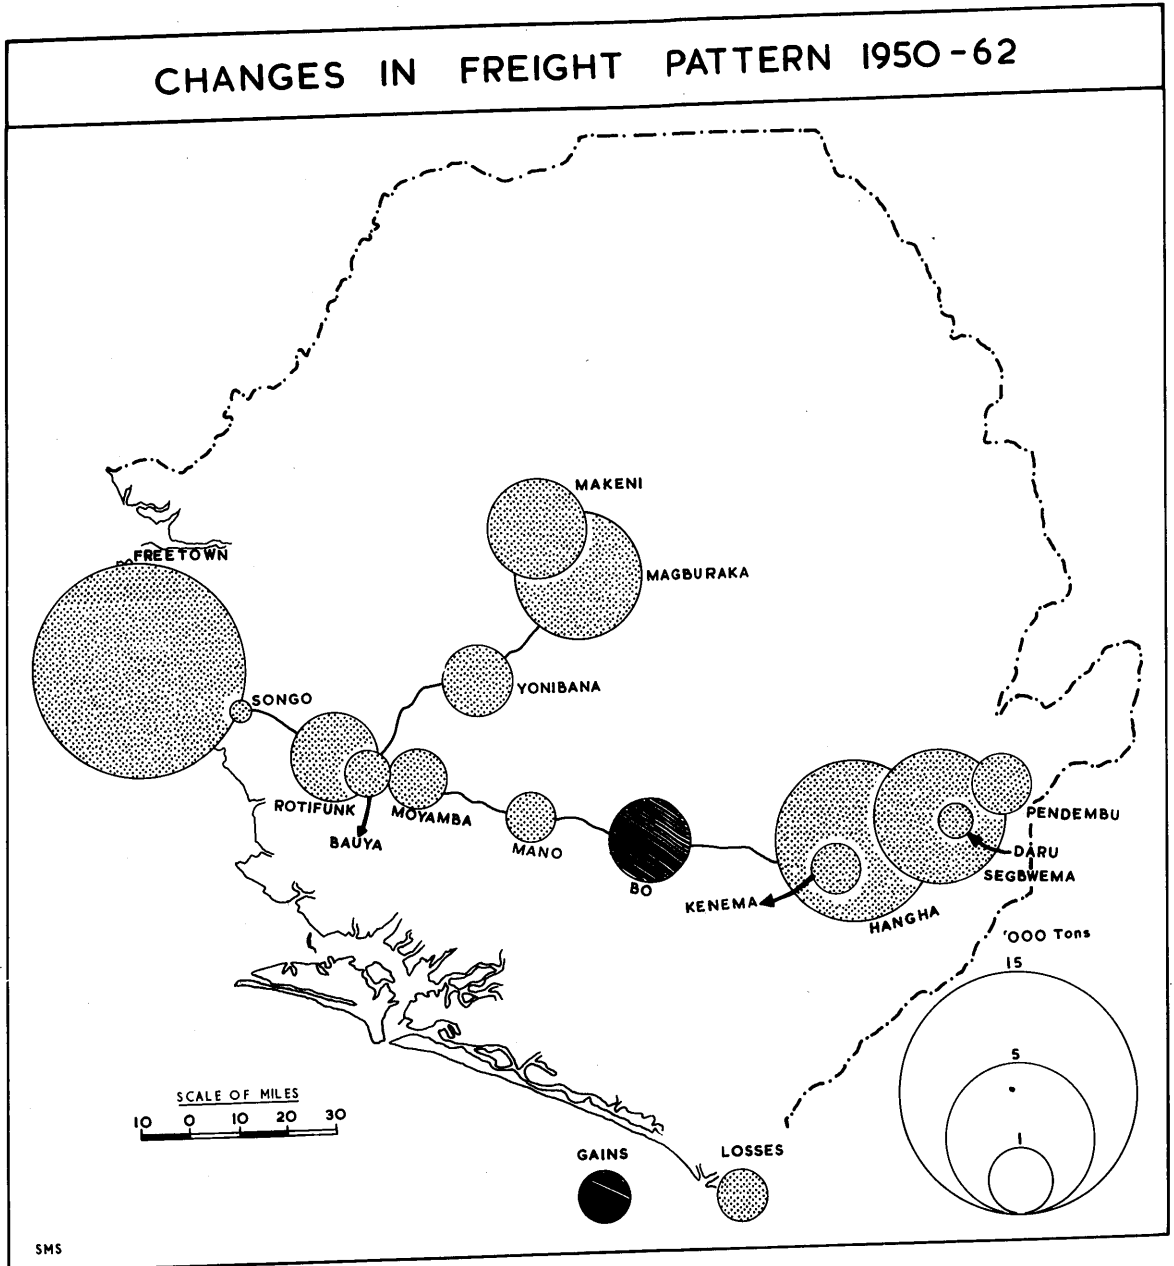 CHANGES IN FREIGHT PATTERN 1950-62
MAKENI
MAGBURAKA
FREETOWN
YONIBANA
SONGO
ROTIFUNK
MOYAMBA
BAUYA
MANO
BO
KENEMA
HANGHA
PENDEMBU
DARU
SEGBWEMA
'000 Tons
15
5
1
SCALE OF MILES
10 0 10 20 30
GAINS
LOSSES
SMS